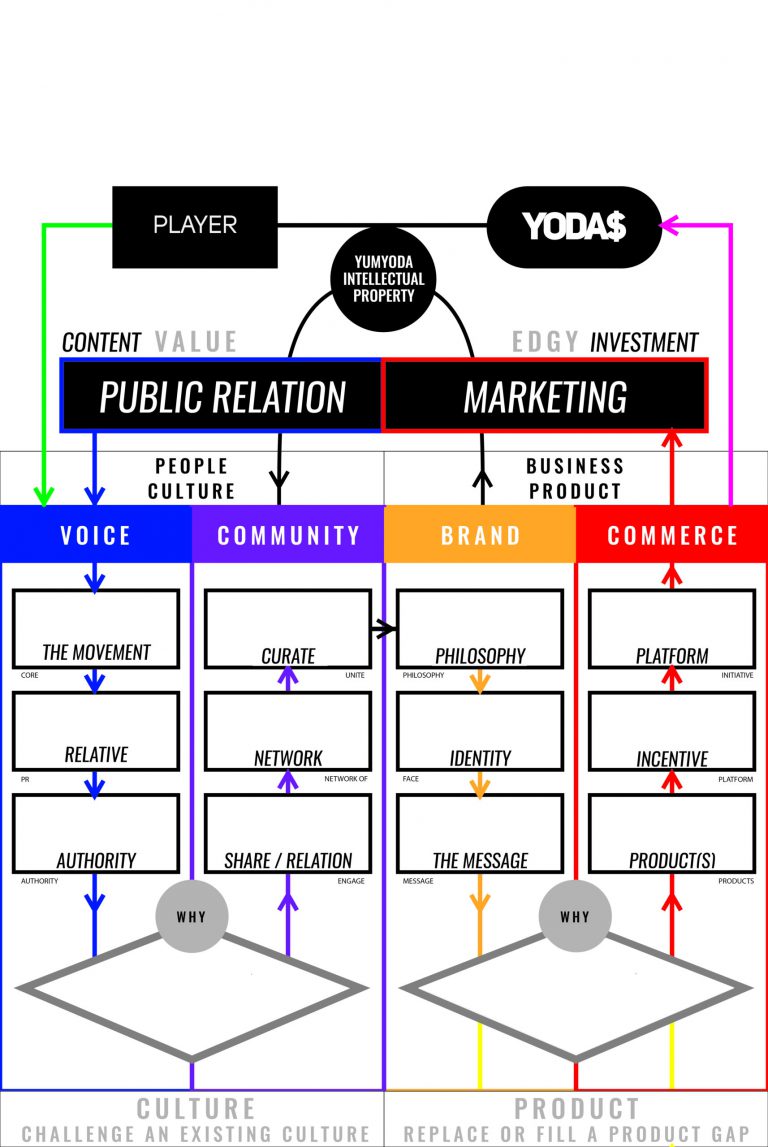 PLAYER
YODA$
YUMYODA
INTELLECTUAL
PROPERTY
CONTENT VALUE
EDGY INVESTMENT
PUBLIC RELATION
MARKETING
PEOPLE
CULTURE
BUSINESS
PRODUCT
VOICE
COMMUNITY
BRAND
COMMERCE
THE MOVEMENT
CURATE
PHILOSOPHY
PLATFORM
CORE
UNITE
PHILOSOPHY
INITIATIVE
RELATIVE
NETWORK
IDENTITY
INCENTIVE
PR
NETWORK OF
FACE
PLATFORM
AUTHORITY
SHARE / RELATION
THE MESSAGE
PRODUCT(S)
AUTHORITY
ENGAGE
MESSAGE
PRODUCTS
WHY
WHY
CULTURE
CHALLENGE AN EXISTING CULTURE
PRODUCT
REPLACE OR FILL A PRODUCT GAP